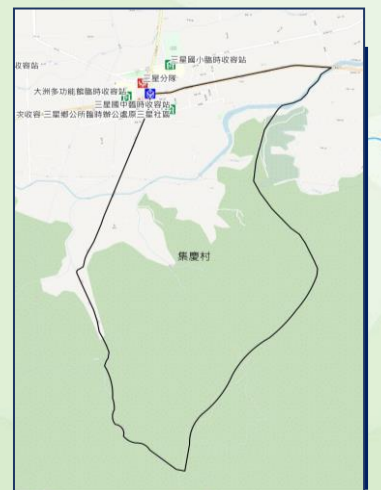 三星國小臨時收容站
收容站
三星分隊
大洲多功能館臨時收容站
三星國中臨時收容站
次收容-三星鄉公所臨時辦公處原三星社區
集慶村